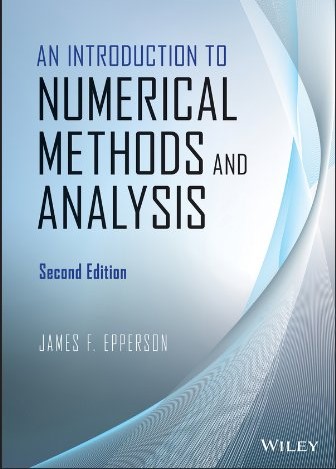 AN INTRODUCTION TO
NUMERICAL
METHODS AND
ANALYSIS
Second Edition
JAMES F. EPPERSON
WILEY